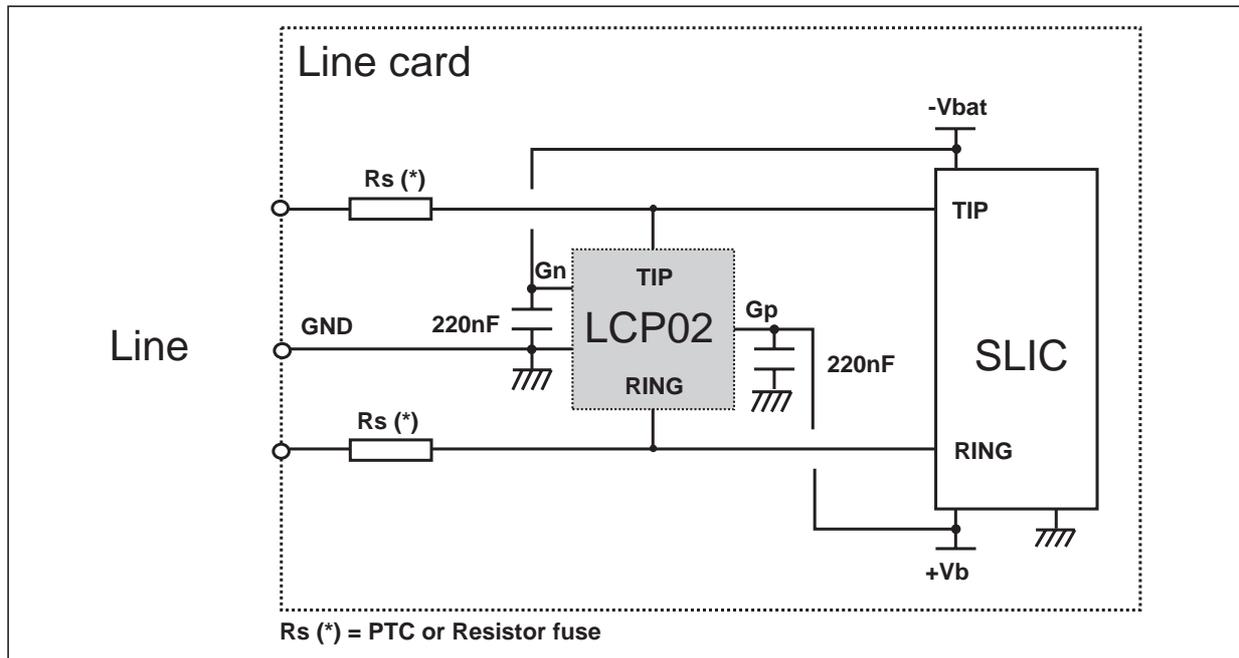 Line card
-Vbat
Rs (*)
TIP
Gn
TIP
Gp
220nF
LCP02
GND
Line
220nF
SLIC
RING
Rs (*)
RING
+Vb
Rs (*) = PTC or Resistor fuse